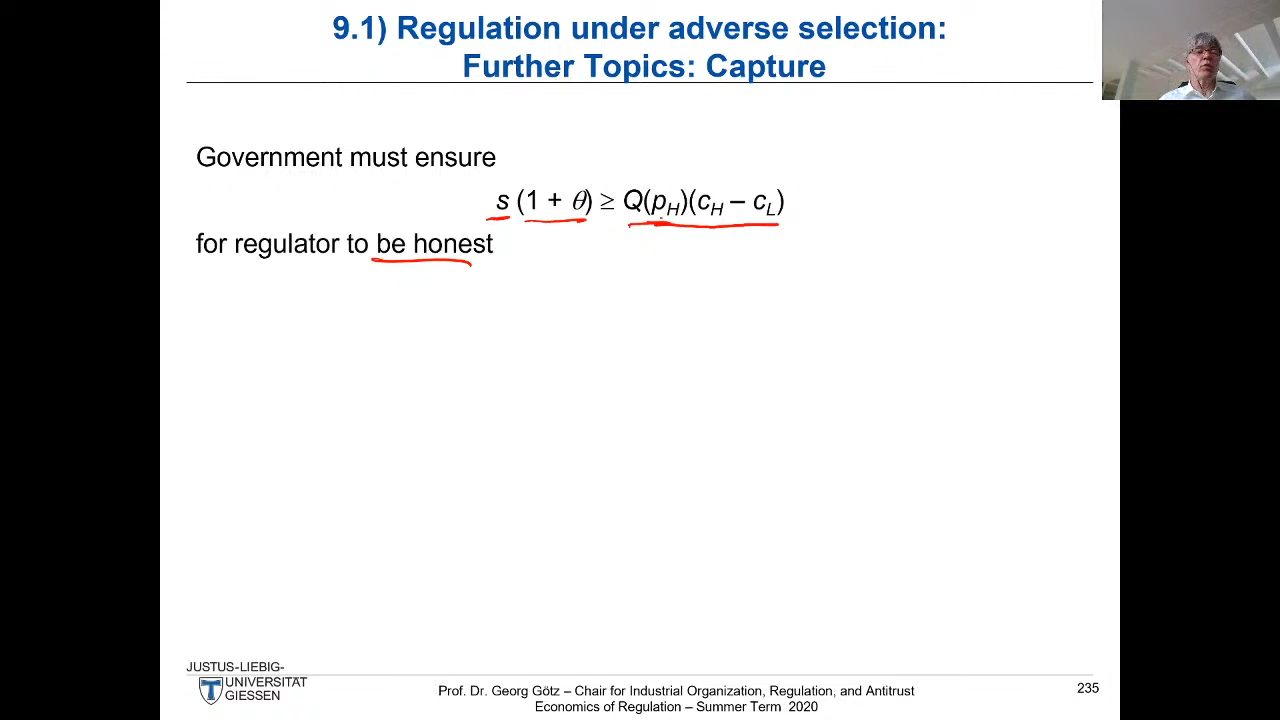 9.1) Regulation under adverse selection:
Further Topics: Capture
Government must ensure
s (1 + θ) ≥ Q(p_H)(c_H – c_L)
for regulator to be honest
JUSTUS-LIEBIG-
UNIVERSITÄT
GIESSEN
Prof. Dr. Georg Götz – Chair for Industrial Organization, Regulation, and Antitrust
Economics of Regulation – Summer Term 2020
235